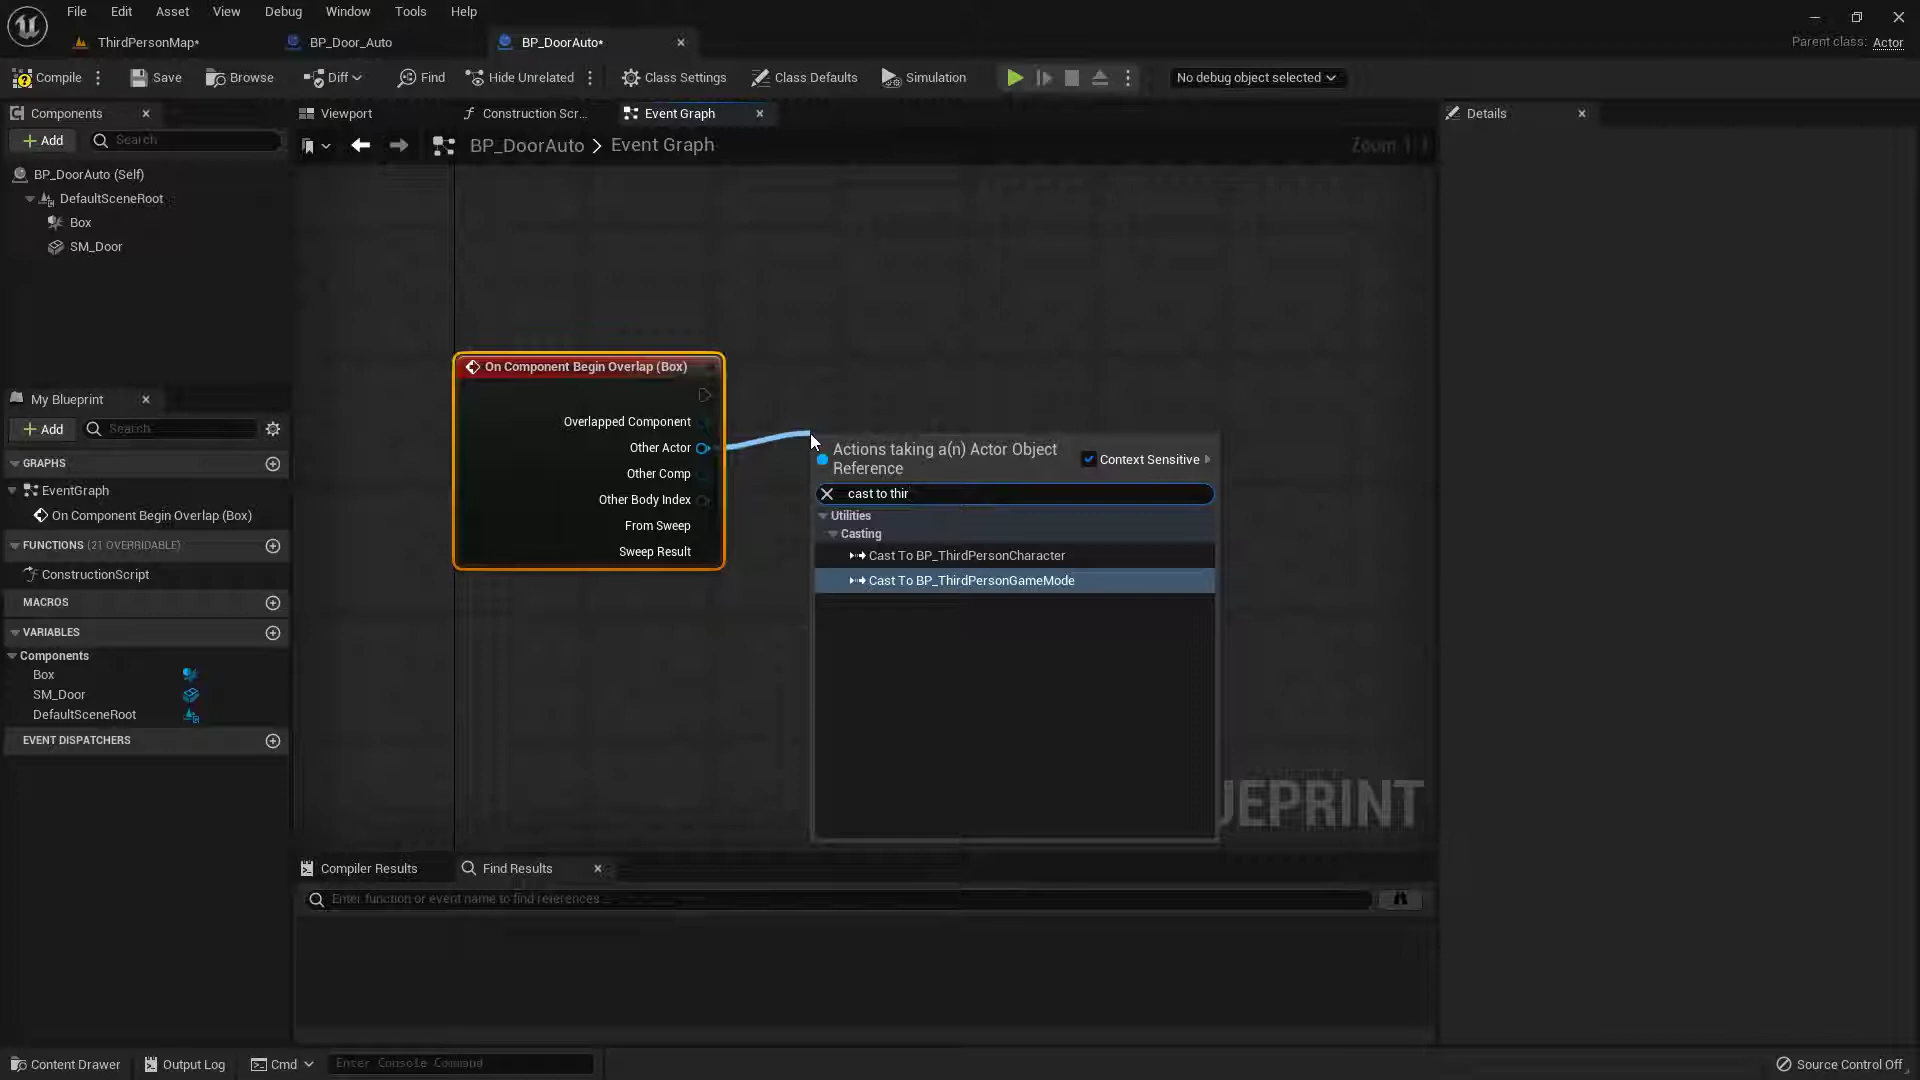 File Edit Asset View Debug Window Tools Help
ThirdPersonMap* BP_Door_Auto BP_DoorAuto* Parent class: Actor
Compile Save Browse Diff Find Hide Unrelated Class Settings Class Defaults Simulation No debug object selected
Components Viewport Construction Scr... Event Graph Details
Add Search BP_DoorAuto Event Graph Zoom 1:1
BP_DoorAuto (Self)
DefaultSceneRoot
Box
SM_Door
On Component Begin Overlap (Box)
Overlapped Component
Other Actor
Other Comp
Other Body Index
From Sweep
Sweep Result
Actions taking a(n) Actor Object
Reference
Context Sensitive
cast to thir
Utilities
Casting
Cast To BP_ThirdPersonCharacter
Cast To BP_ThirdPersonGameMode
My Blueprint
Add Search
GRAPHS
EventGraph
On Component Begin Overlap (Box)
FUNCTIONS (21 OVERRIDABLE)
ConstructionScript
MACROS
VARIABLES
Components
Box
SM_Door
DefaultSceneRoot
EVENT DISPATCHERS
UEPRINT
Compiler Results Find Results
Enter function or event name to find references...
Content Drawer Output Log Cmd Enter Console Command Source Control Off